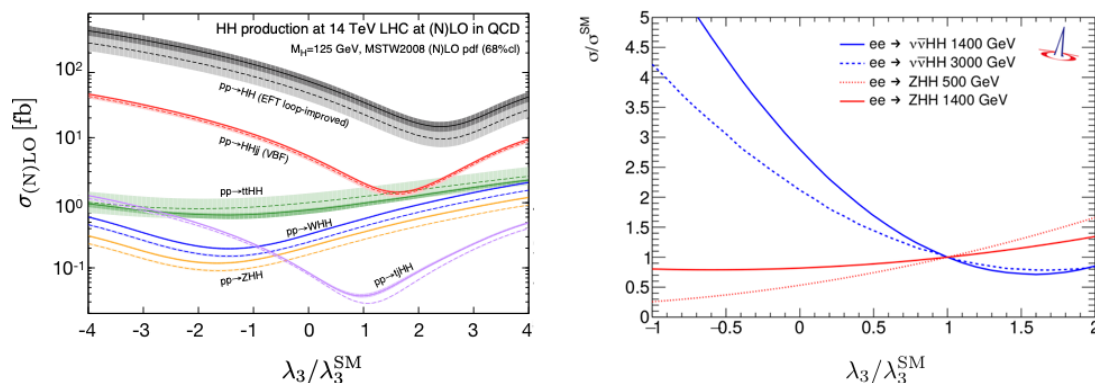 HH production at 14 TeV LHC at (N)LO in QCD
M_H=125 GeV, MSTW2008 (N)LO pdf (68%cl)
pp→HH (EFT loop-improved)
pp→HHjj (VBF)
pp→ttHH
pp→WHH
pp→ZHH
pp→tjHH
σ(N)LO [fb]
10²
10¹
10⁰
10⁻¹
-4 -3 -2 -1 0 1 2 3 4
λ₃/λ₃^SM
σ/σ^SM
5
4.5
4
3.5
3
2.5
2
1.5
1
0.5
0
ee → νν̄HH 1400 GeV
ee → νν̄HH 3000 GeV
ee → ZHH 500 GeV
ee → ZHH 1400 GeV
−1 −0.5 0 0.5 1 1.5 2
λ₃/λ₃^SM